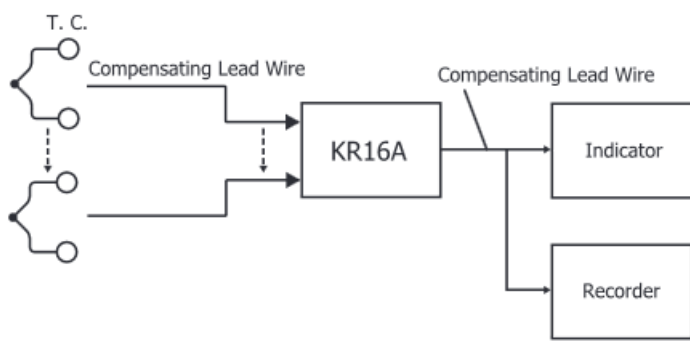 T. C.
Compensating Lead Wire
Compensating Lead Wire
KR16A
Indicator
Recorder